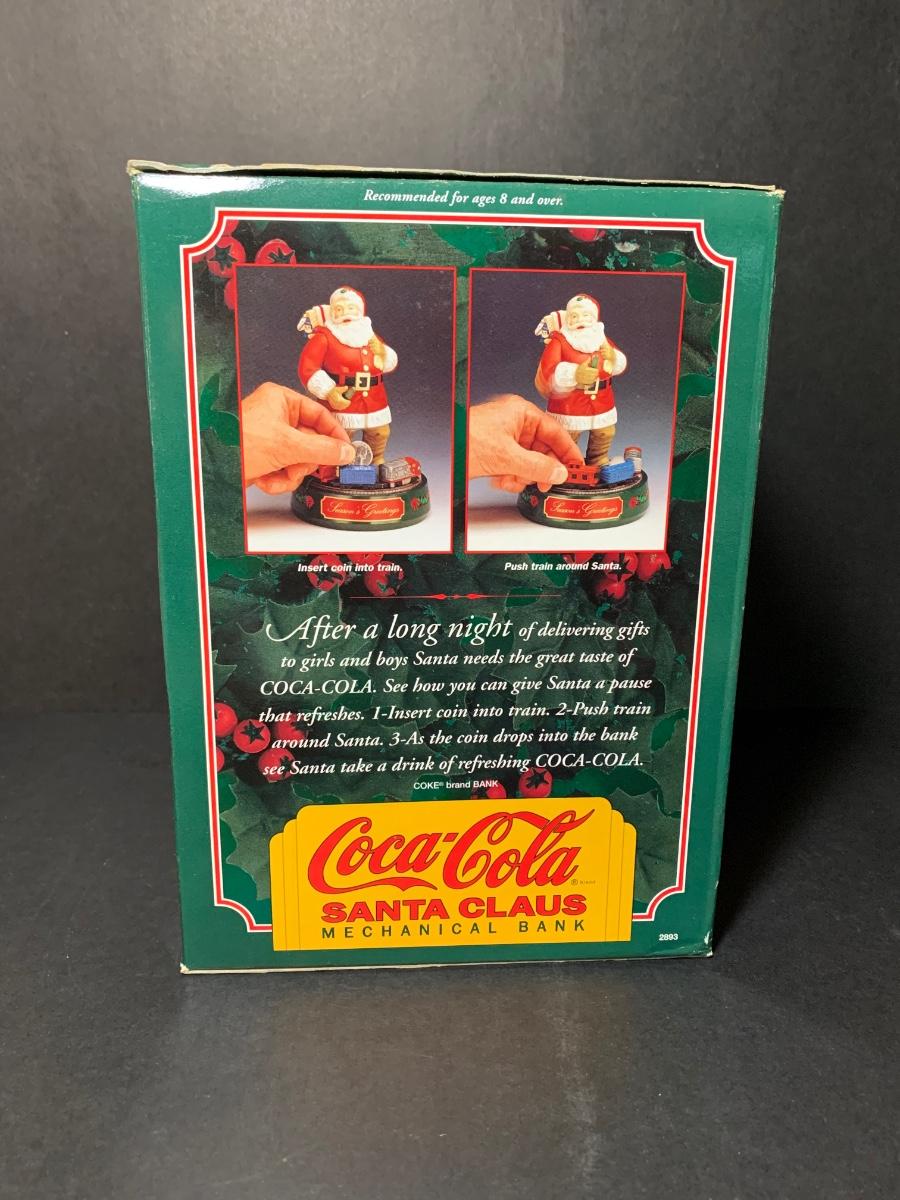 Recommended for ages 8 and over.
Season's Greetings
Season's Greetings
Insert coin into train.
Push train around Santa.
After a long night of delivering gifts
to girls and boys Santa needs the great taste of
COCA-COLA. See how you can give Santa a pause
that refreshes. 1-Insert coin into train. 2-Push train
around Santa. 3-As the coin drops into the bank
see Santa take a drink of refreshing COCA-COLA.
COKE® brand BANK
Coca-Cola
® Brand
SANTA CLAUS
MECHANICAL BANK
2893